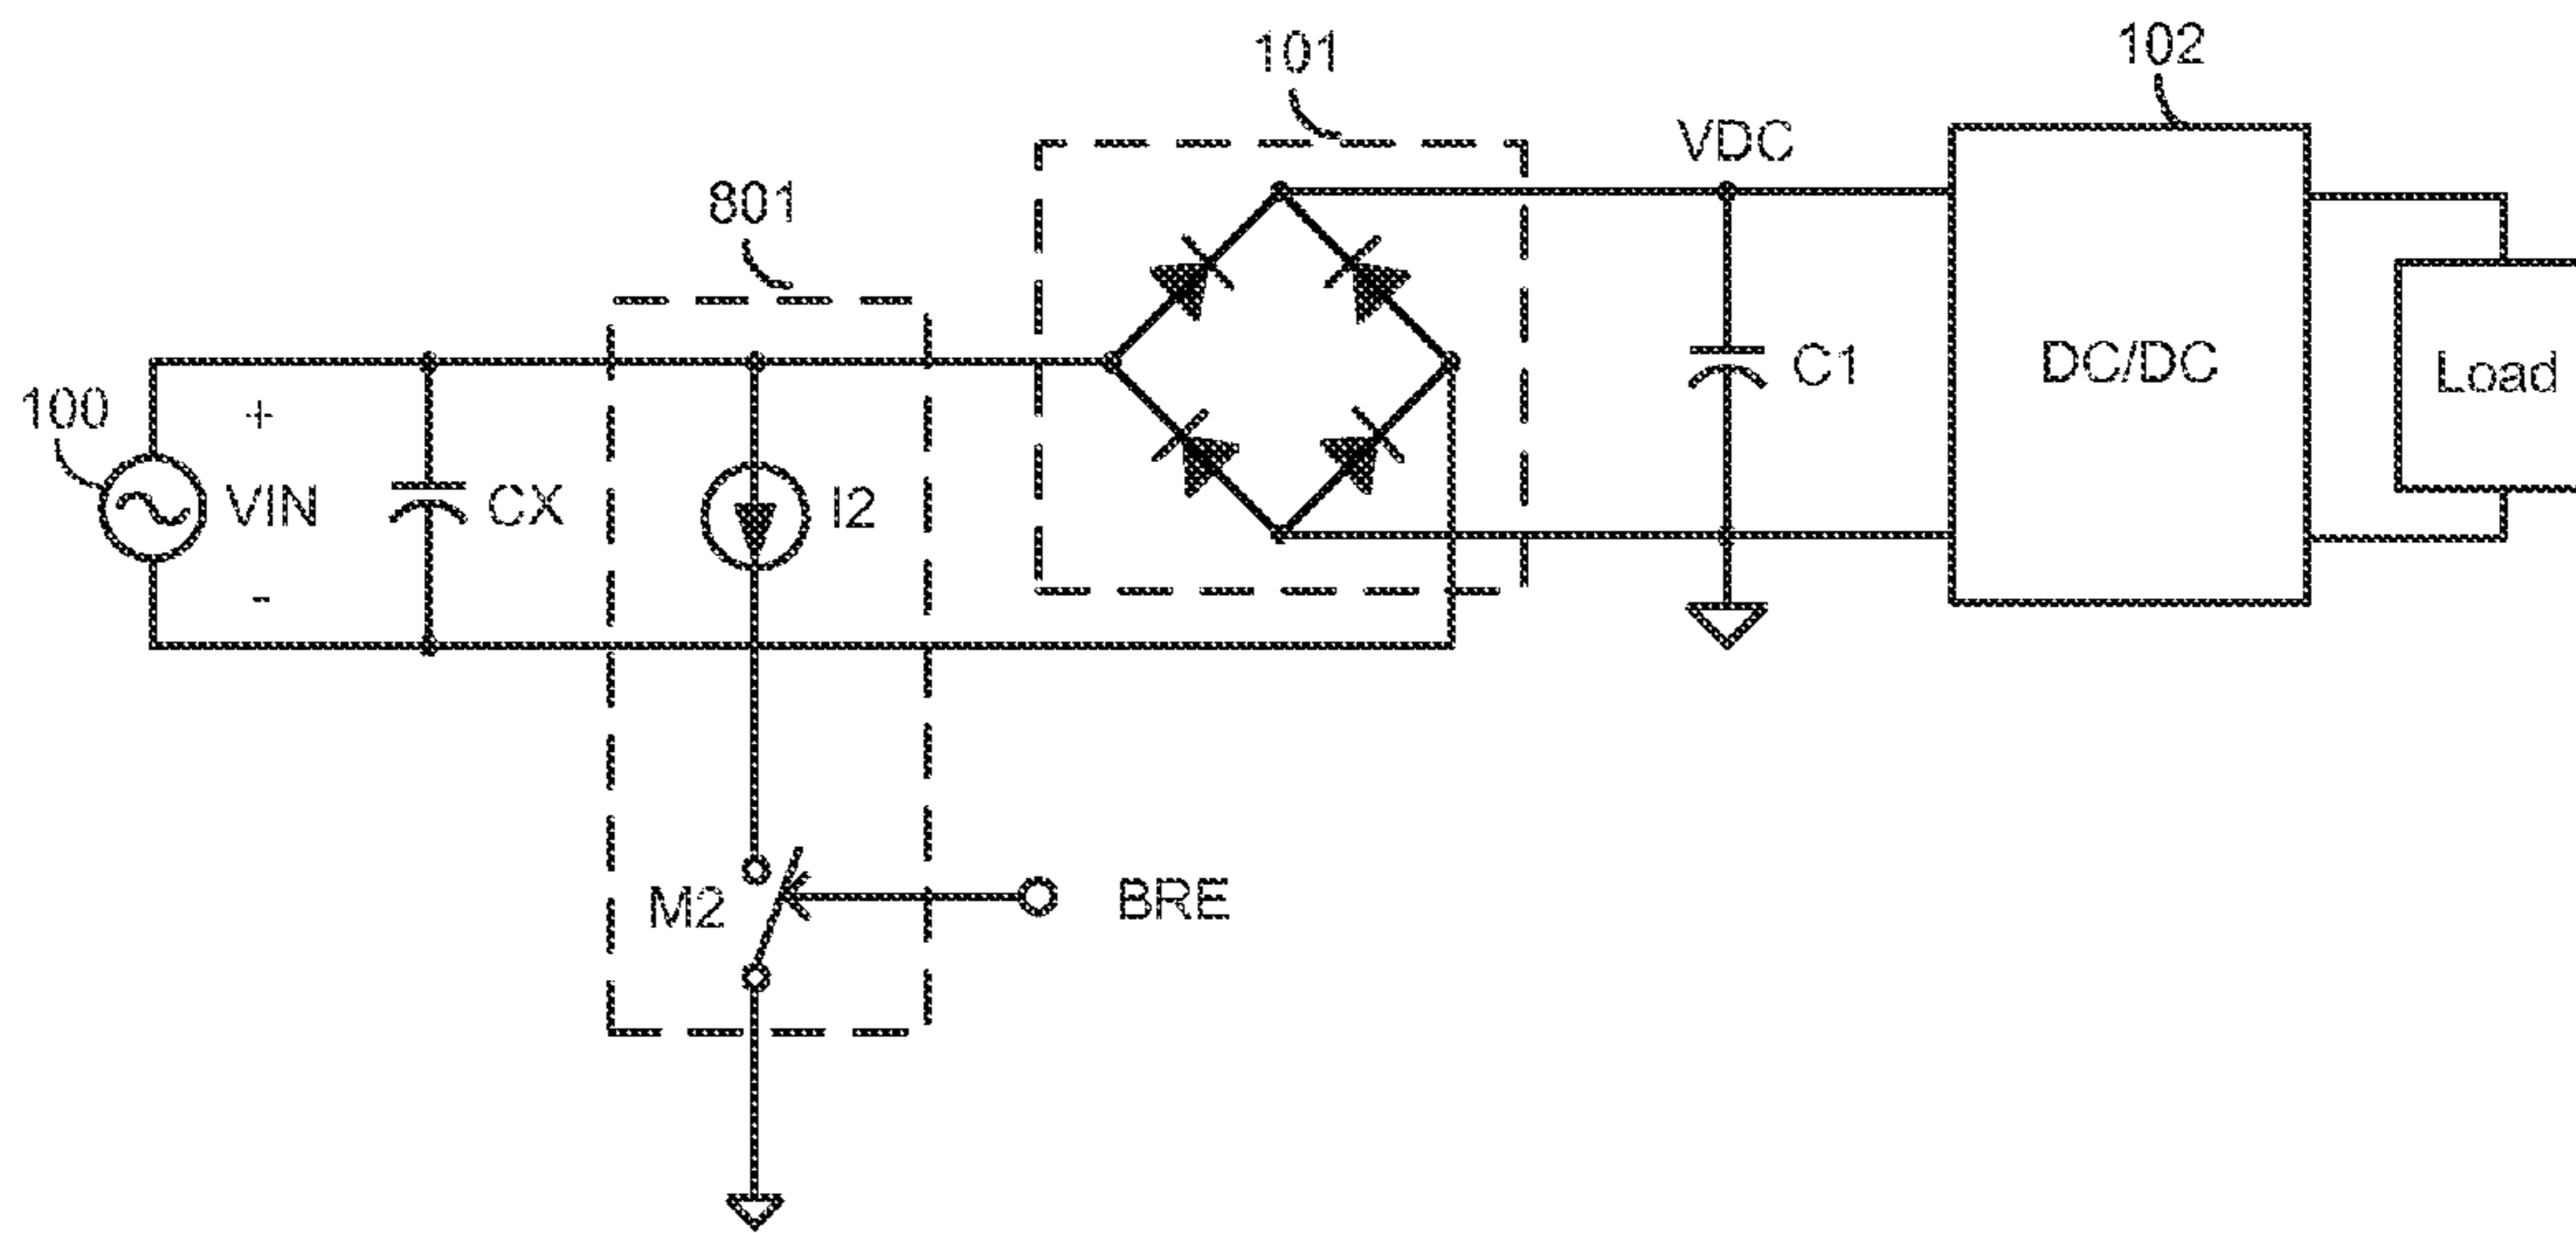 101
102
VDC
801
100
+
VIN
-
CX
I2
C1
DC/DC
Load
M2
BRE